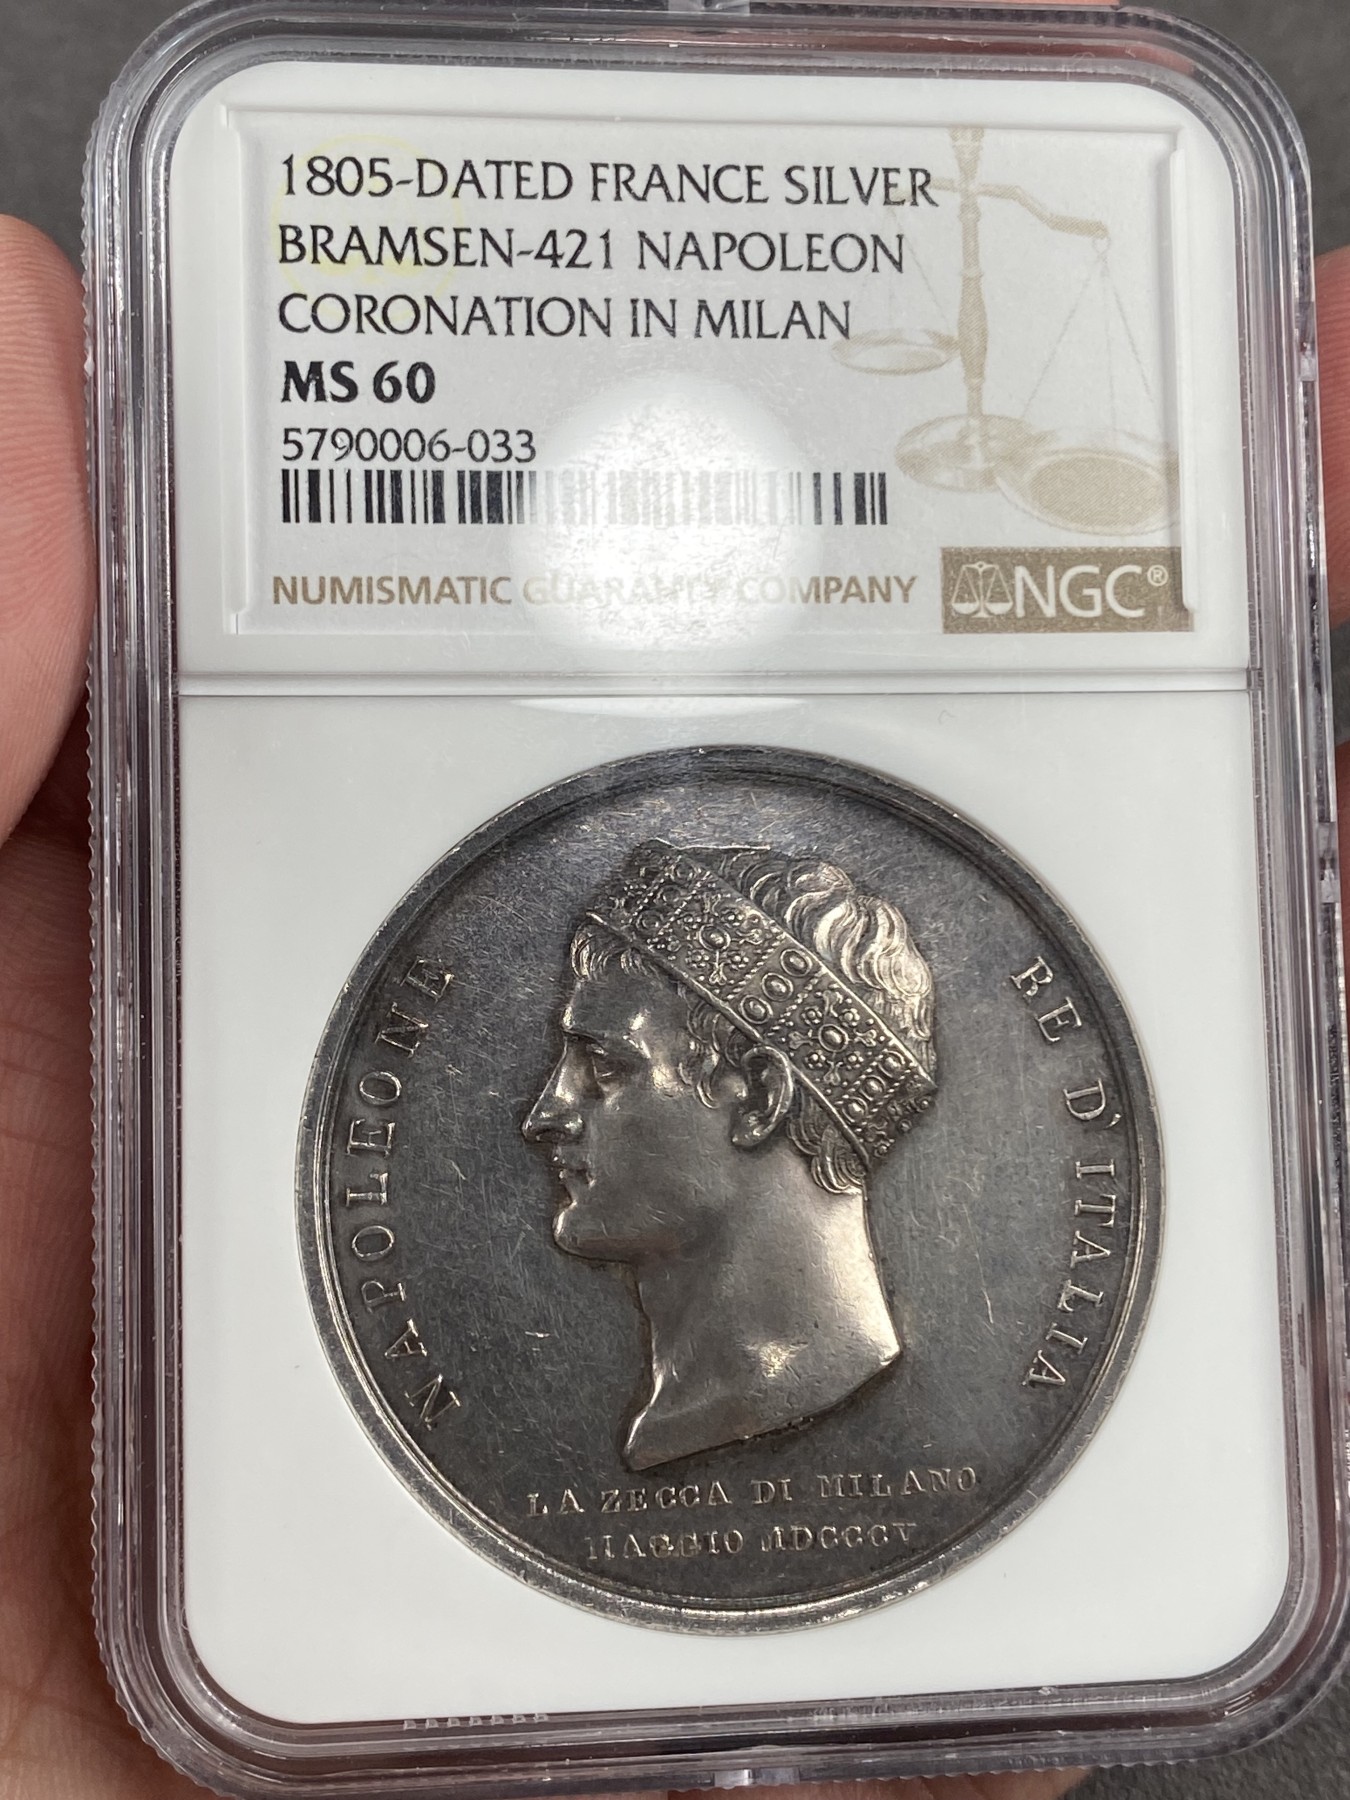 1805-DATED FRANCE SILVER
BRAMSEN-421 NAPOLEON
CORONATION IN MILAN
MS 60
5790006-033
NUMISMATIC GUARANTY COMPANY
NGC®
NAPOLEONE RE D'ITALIA
LA ZECCA DI MILANO
MAGGIO MDCCCV